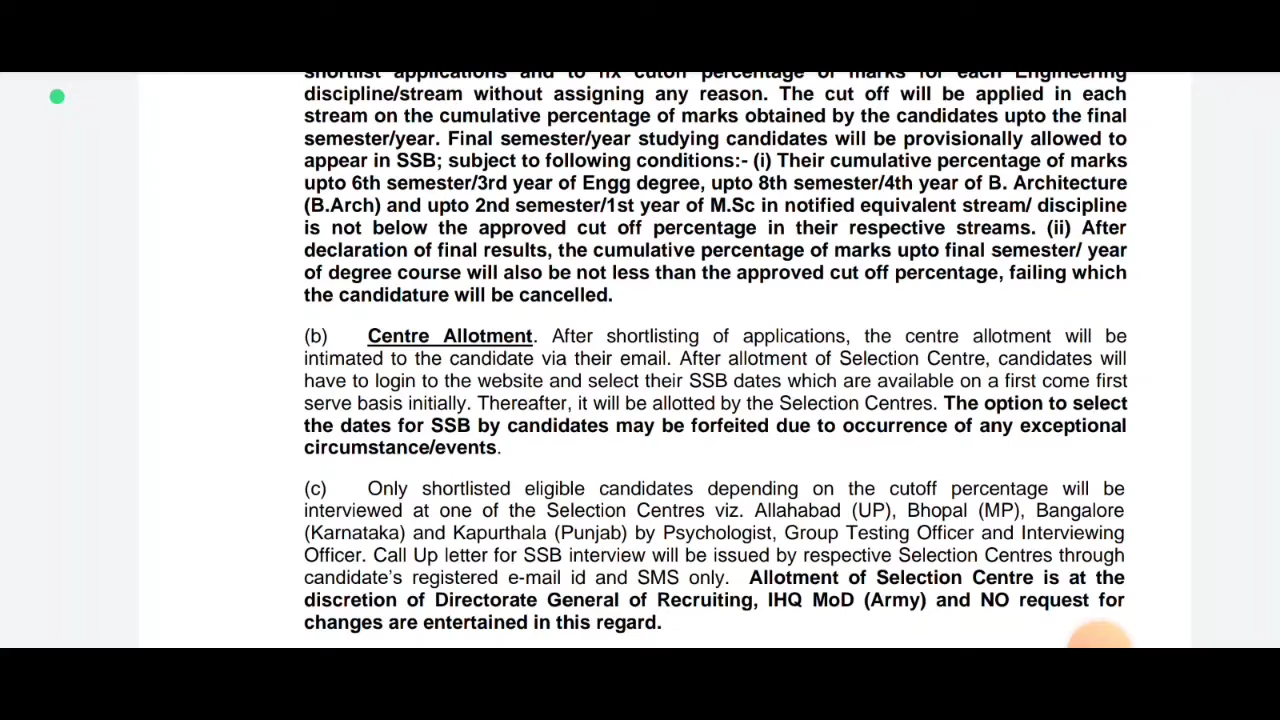 shortlist applications and to fix cutoff percentage of marks for each Engineering
discipline/stream without assigning any reason. The cut off will be applied in each
stream on the cumulative percentage of marks obtained by the candidates upto the final
semester/year. Final semester/year studying candidates will be provisionally allowed to
appear in SSB; subject to following conditions:- (i) Their cumulative percentage of marks
upto 6th semester/3rd year of Engg degree, upto 8th semester/4th year of B. Architecture
(B.Arch) and upto 2nd semester/1st year of M.Sc in notified equivalent stream/ discipline
is not below the approved cut off percentage in their respective streams. (ii) After
declaration of final results, the cumulative percentage of marks upto final semester/ year
of degree course will also be not less than the approved cut off percentage, failing which
the candidature will be cancelled.
(b) Centre Allotment. After shortlisting of applications, the centre allotment will be
intimated to the candidate via their email. After allotment of Selection Centre, candidates will
have to login to the website and select their SSB dates which are available on a first come first
serve basis initially. Thereafter, it will be allotted by the Selection Centres. The option to select
the dates for SSB by candidates may be forfeited due to occurrence of any exceptional
circumstance/events.
(c) Only shortlisted eligible candidates depending on the cutoff percentage will be
interviewed at one of the Selection Centres viz. Allahabad (UP), Bhopal (MP), Bangalore
(Karnataka) and Kapurthala (Punjab) by Psychologist, Group Testing Officer and Interviewing
Officer. Call Up letter for SSB interview will be issued by respective Selection Centres through
candidate's registered e-mail id and SMS only. Allotment of Selection Centre is at the
discretion of Directorate General of Recruiting, IHQ MoD (Army) and NO request for
changes are entertained in this regard.